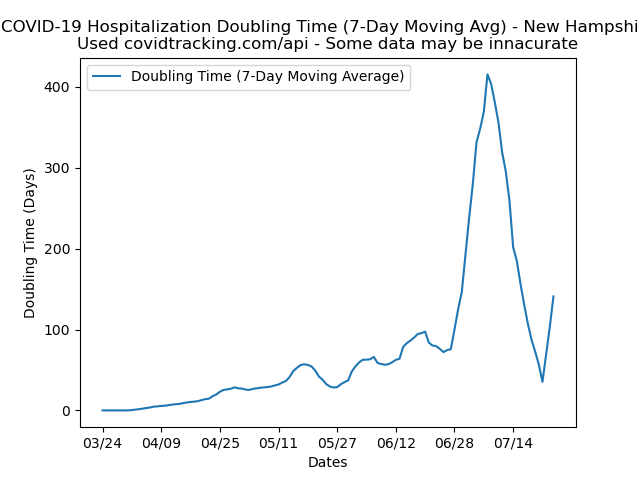 COVID-19 Hospitalization Doubling Time (7-Day Moving Avg) - New Hampshi
Used covidtracking.com/api - Some data may be innacurate
Doubling Time (7-Day Moving Average)
Doubling Time (Days)
400
300
200
100
0
03/24 04/09 04/25 05/11 05/27 06/12 06/28 07/14
Dates